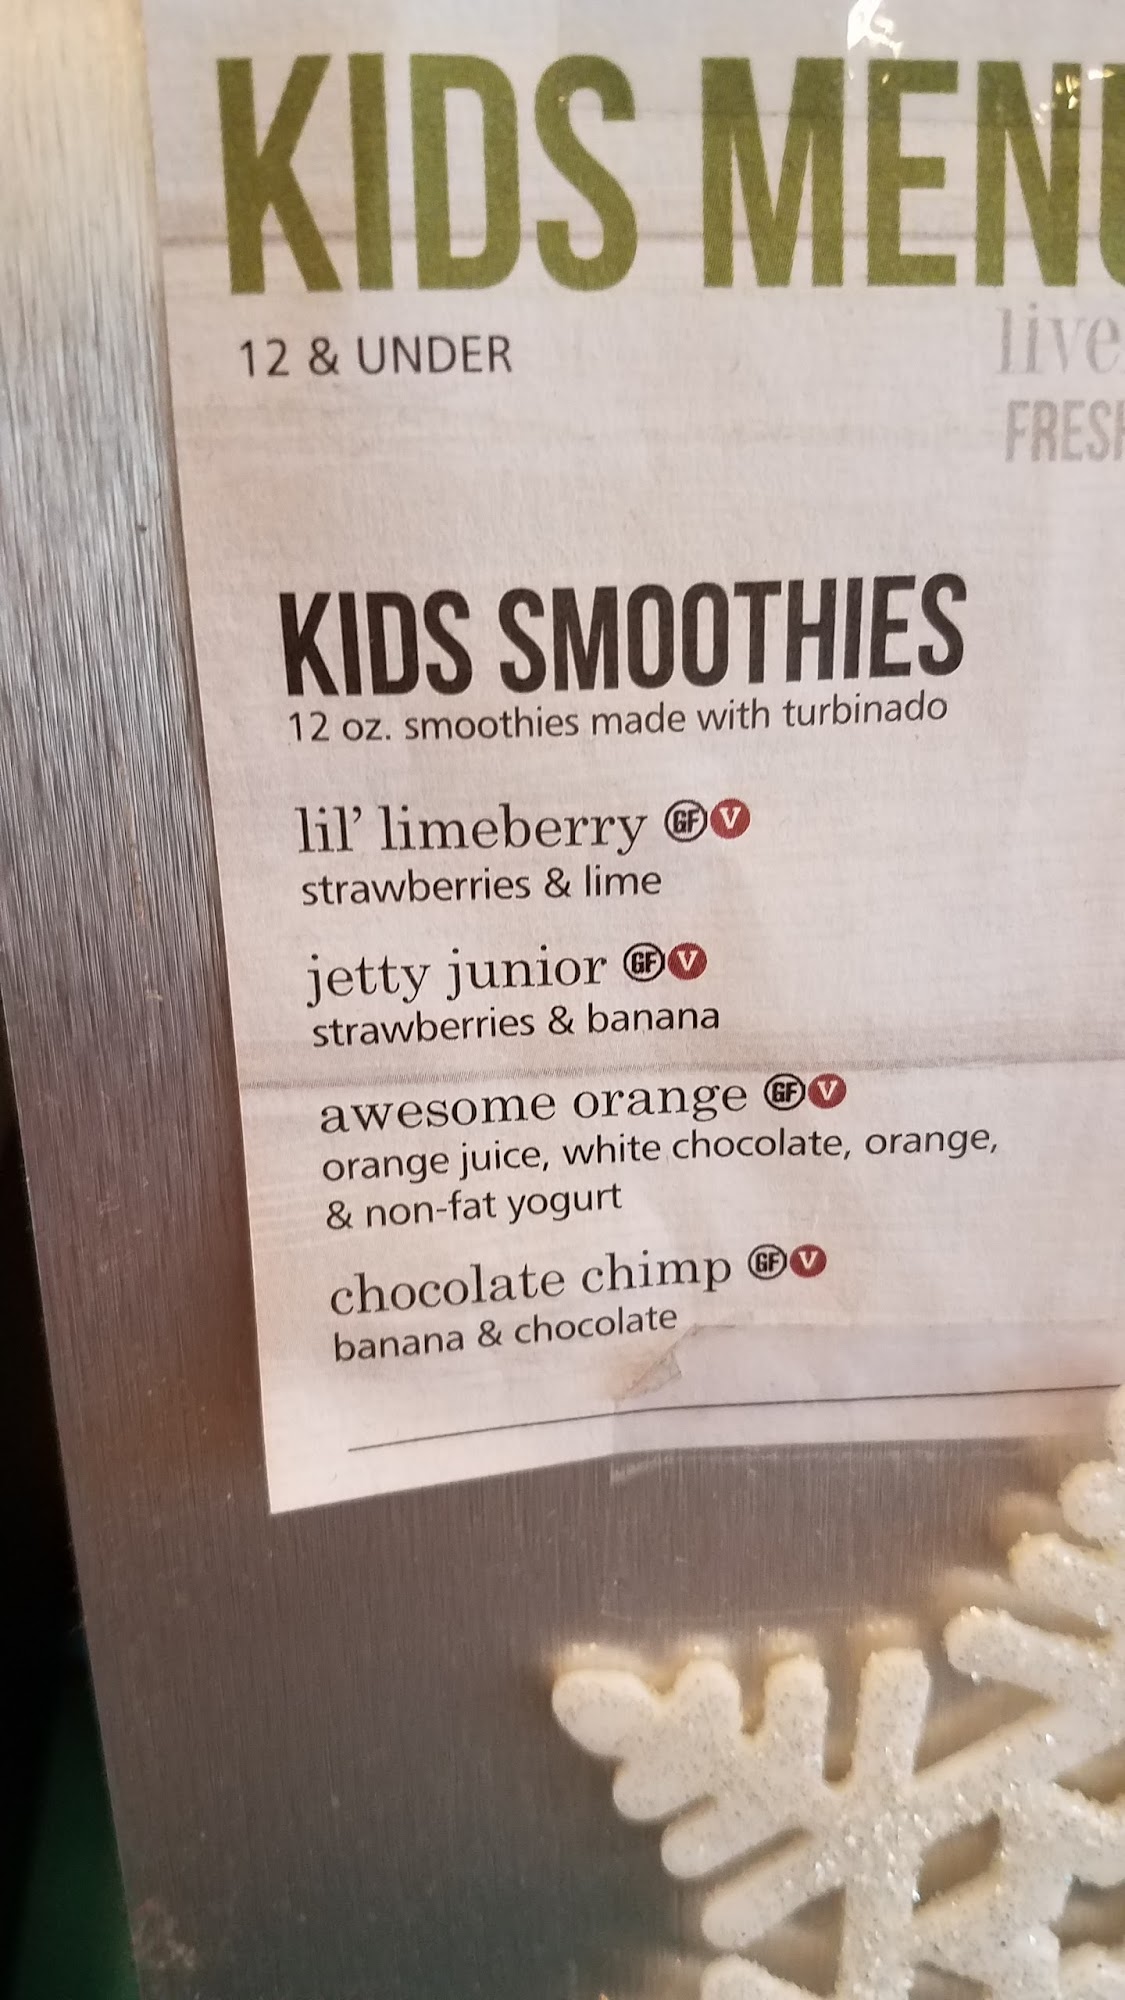 KIDS MENU
12 & UNDER
live
FRESH
KIDS SMOOTHIES
12 oz. smoothies made with turbinado
lil' limeberry GF V
strawberries & lime
jetty junior GF V
strawberries & banana
awesome orange GF V
orange juice, white chocolate, orange,
& non-fat yogurt
chocolate chimp GF V
banana & chocolate